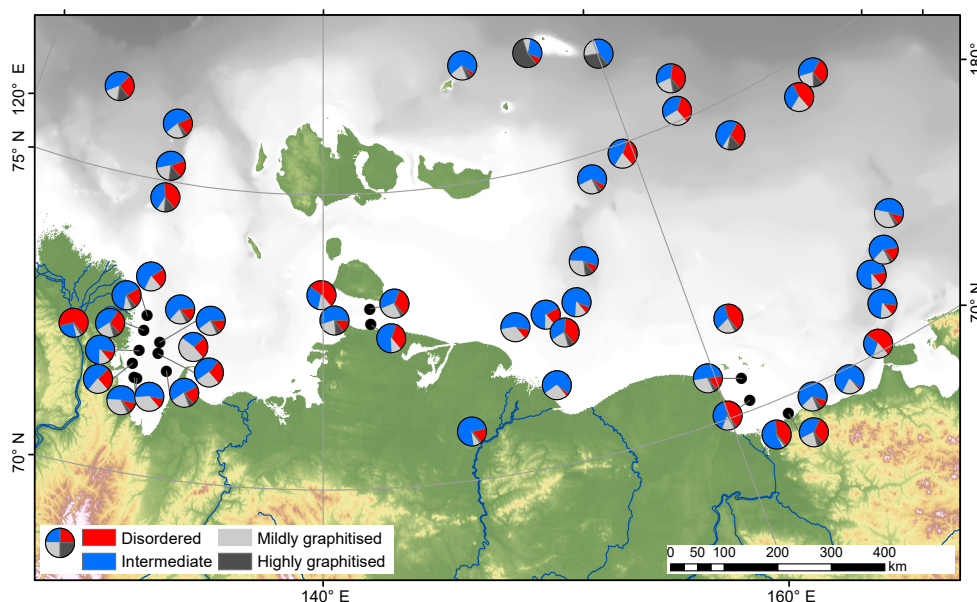 180°
120° E
75° N
70° N
70° N
Disordered
Mildly graphitised
Intermediate
Highly graphitised
0 50 100 200 300 400
km
140° E
160° E